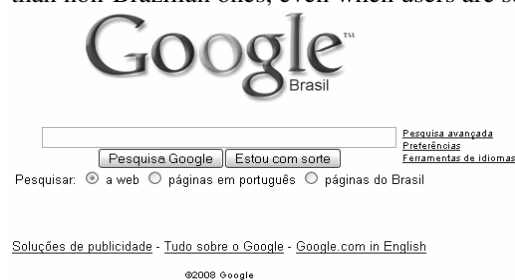 than non-Brazilian ones, even when users are s
Google™
Brasil
Pesquisa avançada
Preferências
Ferramentas de idiomas
Pesquisa Google Estou com sorte
Pesquisar: a web páginas em português páginas do Brasil
Soluções de publicidade - Tudo sobre o Google - Google.com in English
©2008 Google